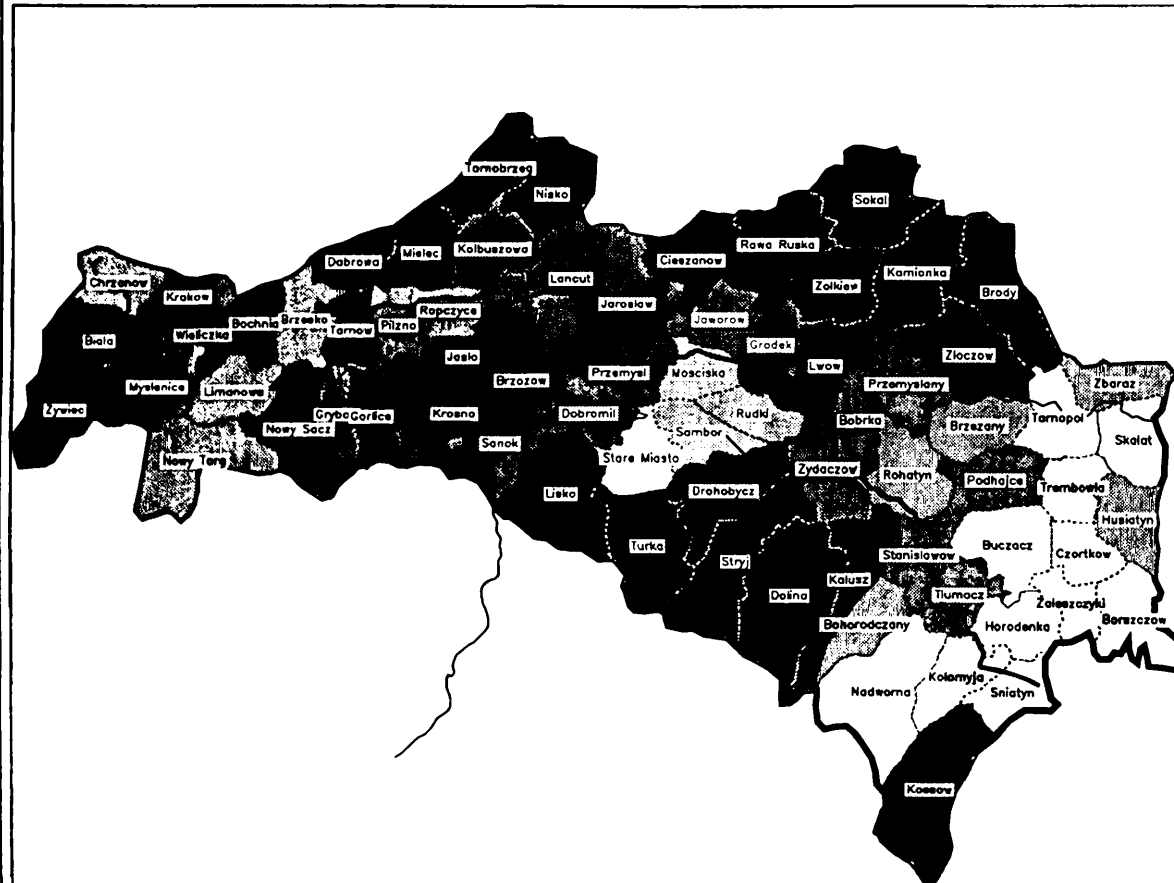 Tarnobrzeg
Nisko
Sokal
Mielec
Kolbuszowa
Rawa Ruska
Dabrowa
Cieszanow
Kamionka
Chrzanow
Lancut
Zolkiew
Brody
Krakow
Jaroslaw
Bochnia
Brzesko
Ropczyce
Jaworow
Wieliczka
Tarnow
Pilzno
Biala
Grodek
Jaslo
Zloczow
Lwow
Przemysl
Mosciska
Brzozow
Przemyslany
Zbaraz
Myslenice
Limanowa
Zywiec
Grybo
Gorlice
Krosno
Dobromil
Rudki
Bobrka
Brzezany
Tarnopol
Nowy Sacz
Sambor
Skalat
Sanok
Nowy Targ
Stare Miasto
Zydaczow
Rohatyn
Podhajce
Trembowla
Lisko
Drohobycz
Husiatyn
Turka
Stryj
Stanislawow
Buczacz
Czortkow
Kalusz
Dolina
Tlumacz
Zaleszczyki
Bohorodczany
Horodenka
Borszczow
Kolomyja
Nadworna
Sniatyn
Kossow